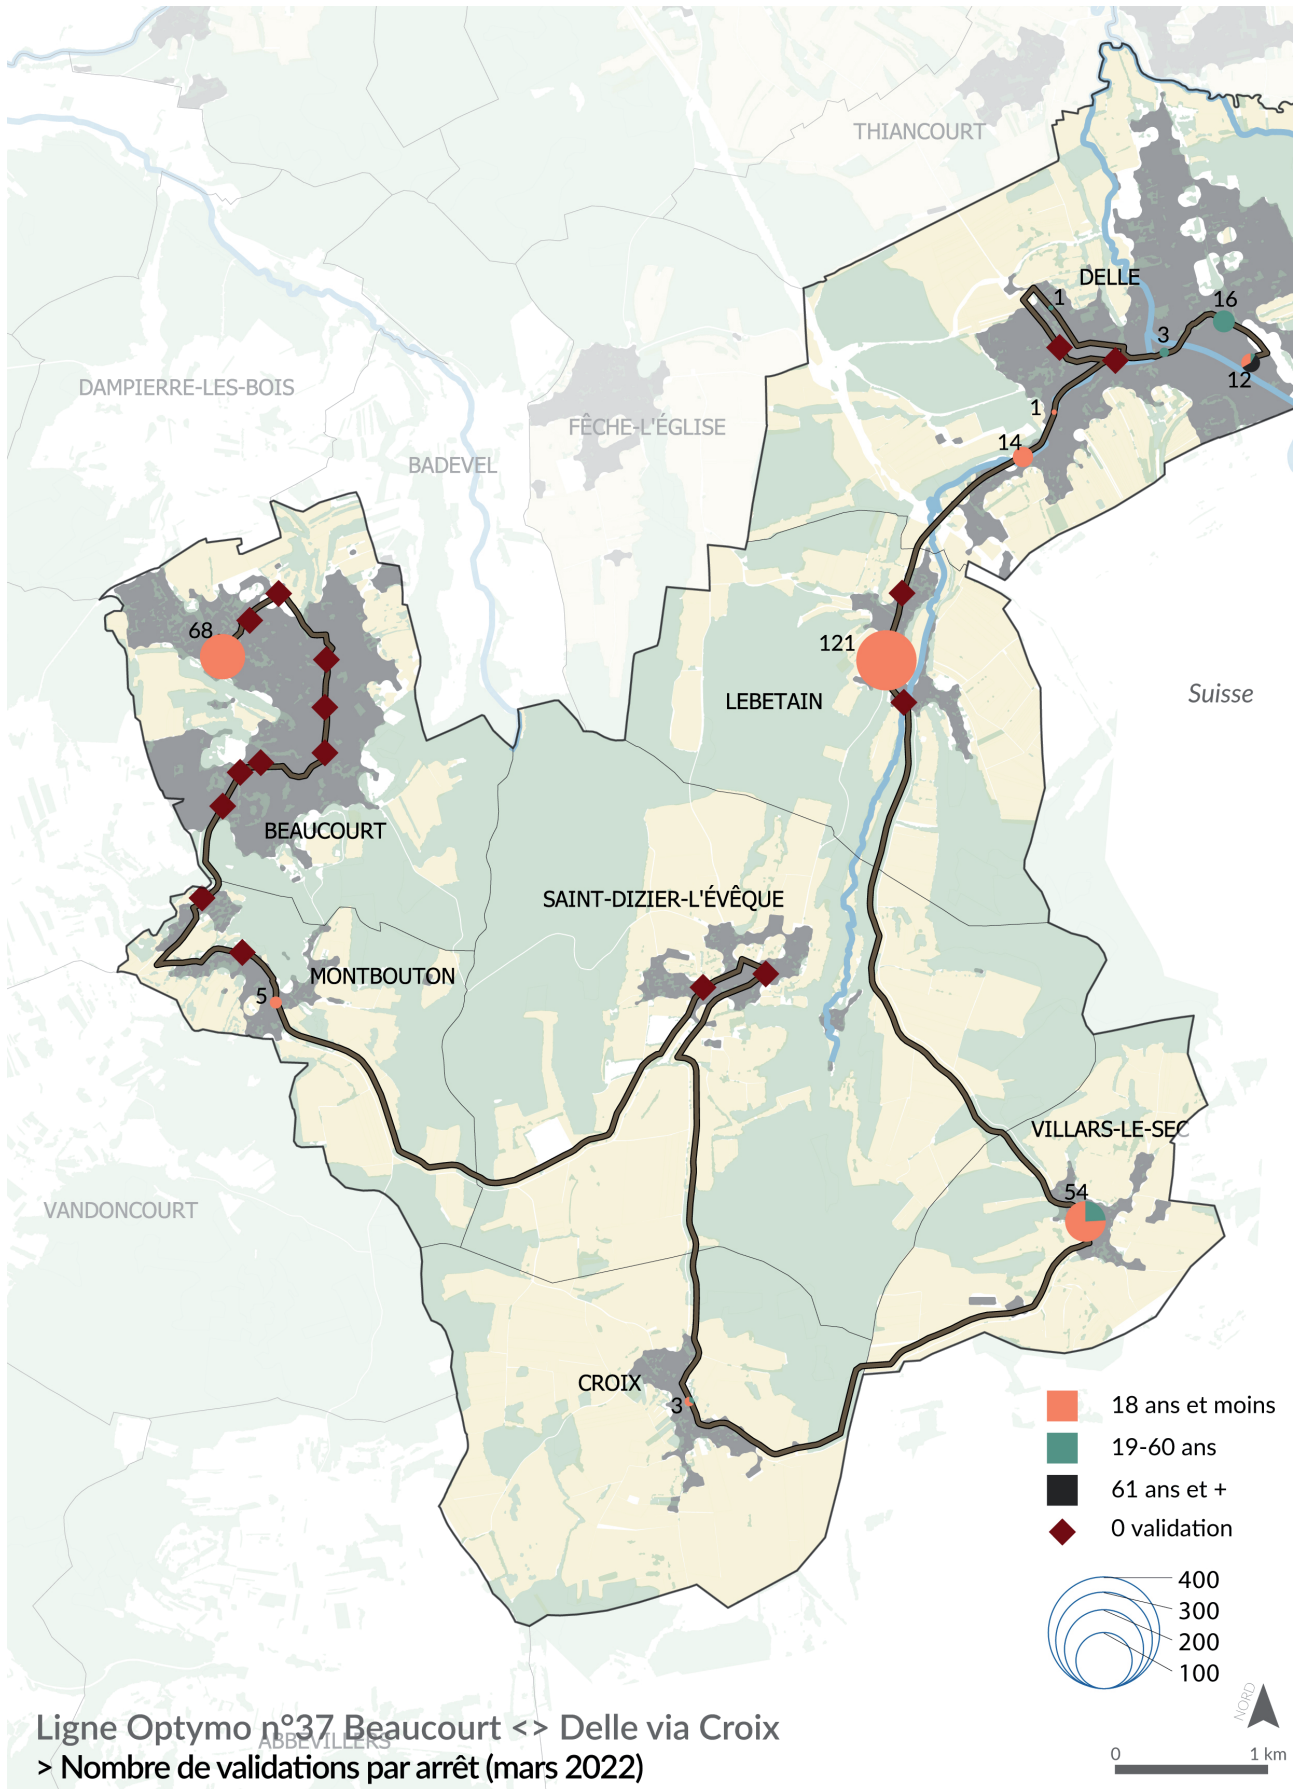 THIANCOURT
DELLE
1
16
3
12
DAMPIERRE-LES-BOIS
1
FÊCHE-L'ÉGLISE
14
BADEVEL
68
121
LEBETAIN
Suisse
BEAUCOURT
SAINT-DIZIER-L'ÉVÊQUE
MONTBOUTON
5
VILLARS-LE-SEC
54
VANDONCOURT
CROIX
3
18 ans et moins
19-60 ans
61 ans et +
0 validation
400
300
200
100
NORD
Ligne Optymo n°37 Beaucourt <> Delle via Croix
ABBEVILLERS
> Nombre de validations par arrêt (mars 2022)
0 1 km